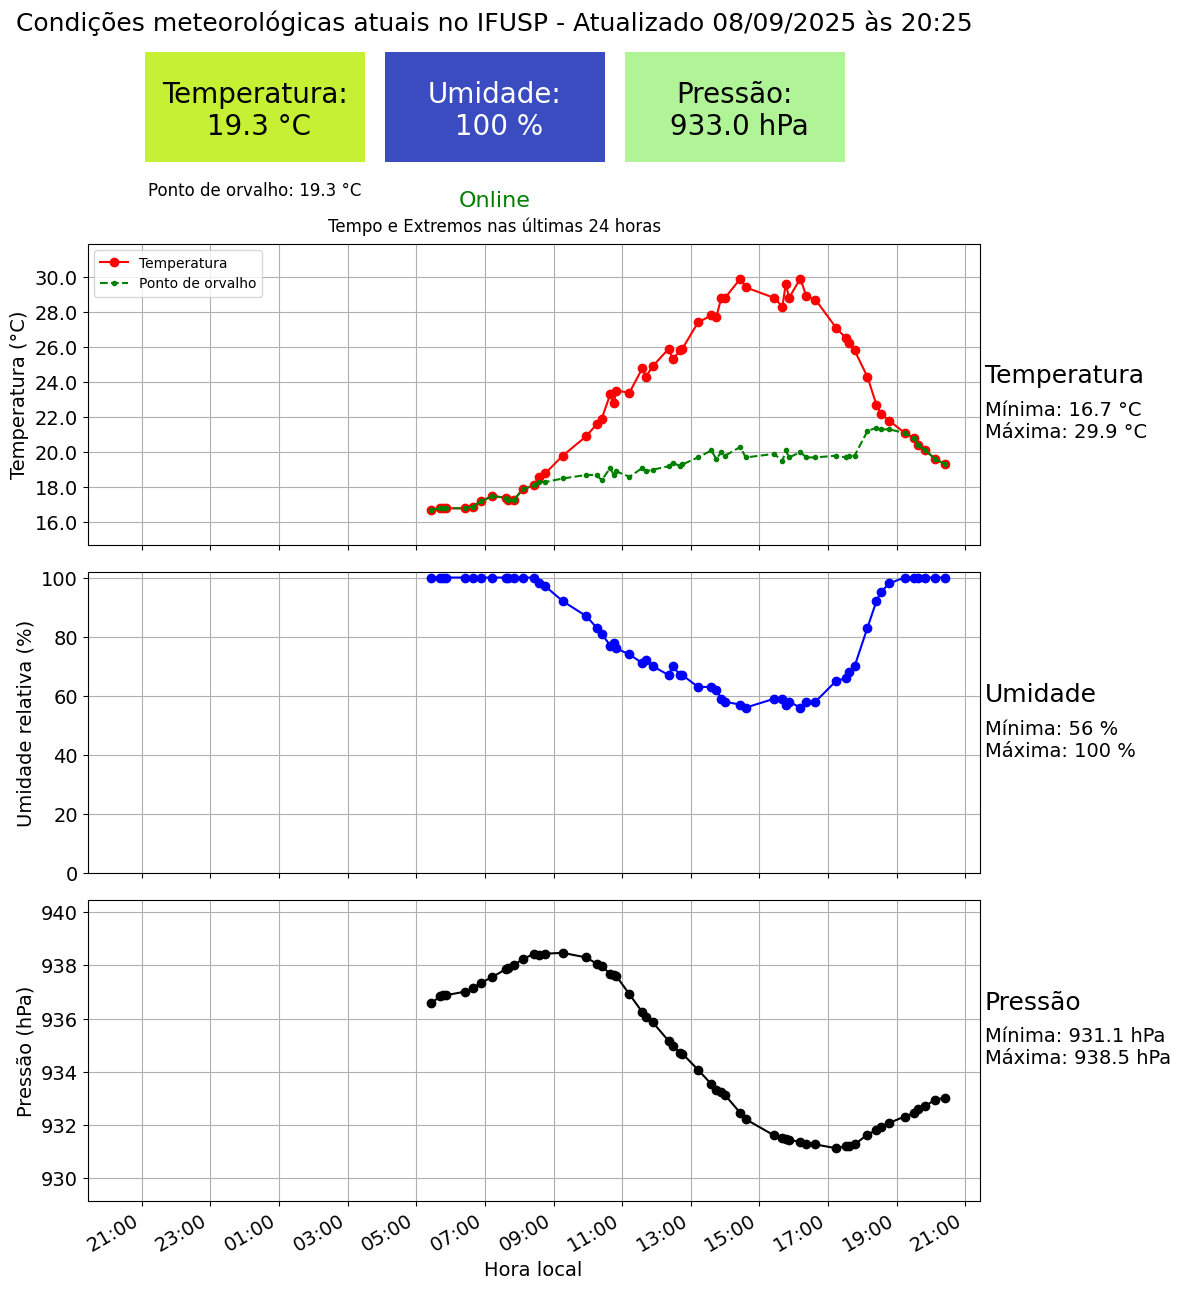 Condições meteorológicas atuais no IFUSP - Atualizado 08/09/2025 às 20:25
Temperatura:
19.3 °C
Umidade:
100 %
Pressão:
933.0 hPa
Ponto de orvalho: 19.3 °C
Online
Tempo e Extremos nas últimas 24 horas
Temperatura
Ponto de orvalho
Temperatura (°C)
30.0
28.0
26.0
24.0
22.0
20.0
18.0
16.0
Temperatura
Mínima: 16.7 °C
Máxima: 29.9 °C
Umidade relativa (%)
100
80
60
40
20
0
Umidade
Mínima: 56 %
Máxima: 100 %
Pressão (hPa)
940
938
936
934
932
930
Pressão
Mínima: 931.1 hPa
Máxima: 938.5 hPa
21:00
23:00
01:00
03:00
05:00
07:00
09:00
11:00
13:00
15:00
17:00
19:00
21:00
Hora local